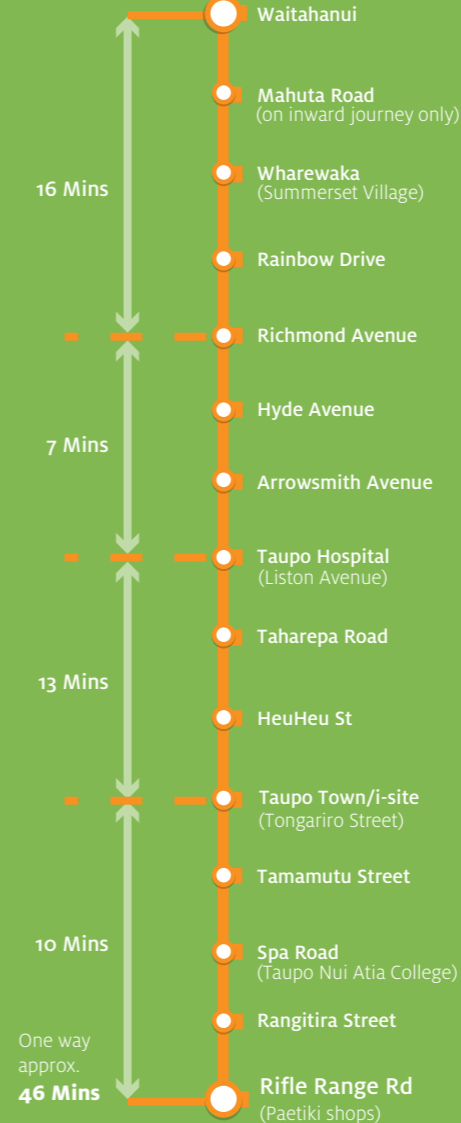 Waitahanui
Mahuta Road
(on inward journey only)
16 Mins
Wharewaka
(Summerset Village)
Rainbow Drive
Richmond Avenue
Hyde Avenue
7 Mins
Arrowsmith Avenue
Taupo Hospital
(Liston Avenue)
Taharepa Road
13 Mins
HeuHeu St
Taupo Town/i-site
(Tongariro Street)
Tamamutu Street
10 Mins
Spa Road
(Taupo Nui Atia College)
Rangitira Street
One way
approx.
46 Mins
Rifle Range Rd
(Paetiki shops)